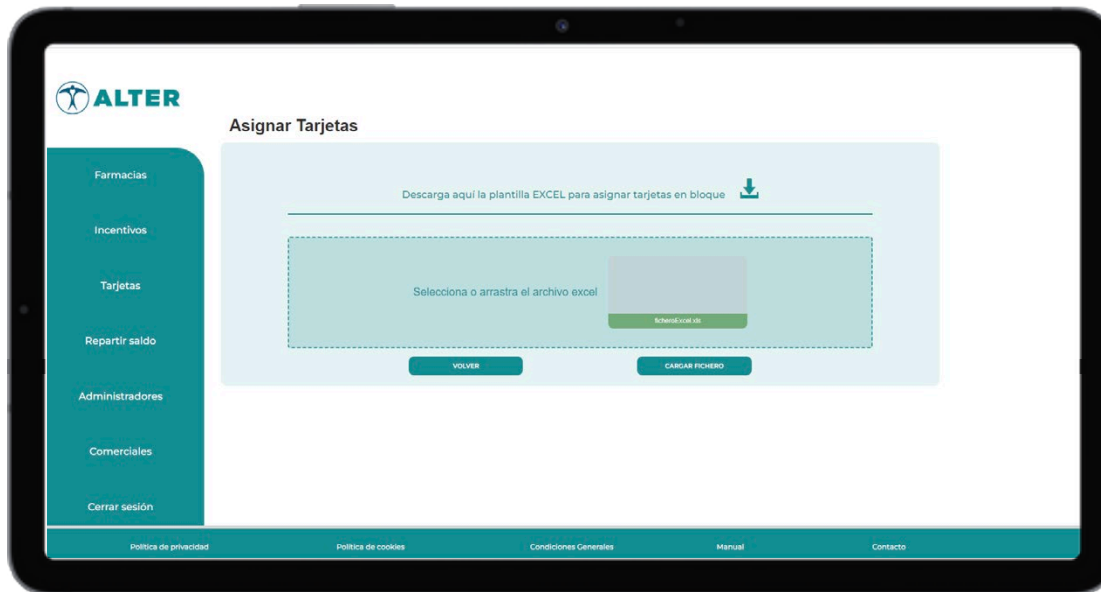 ALTER
Asignar Tarjetas
Farmacias
Incentivos
Tarjetas
Repartir saldo
Administradores
Comerciales
Cerrar sesión
Descarga aquí la plantilla EXCEL para asignar tarjetas en bloque
Selecciona o arrastra el archivo excel
ficheroExcel.xls
VOLVER
CARGAR FICHERO
Política de privacidad
Política de cookies
Condiciones Generales
Manual
Contacto